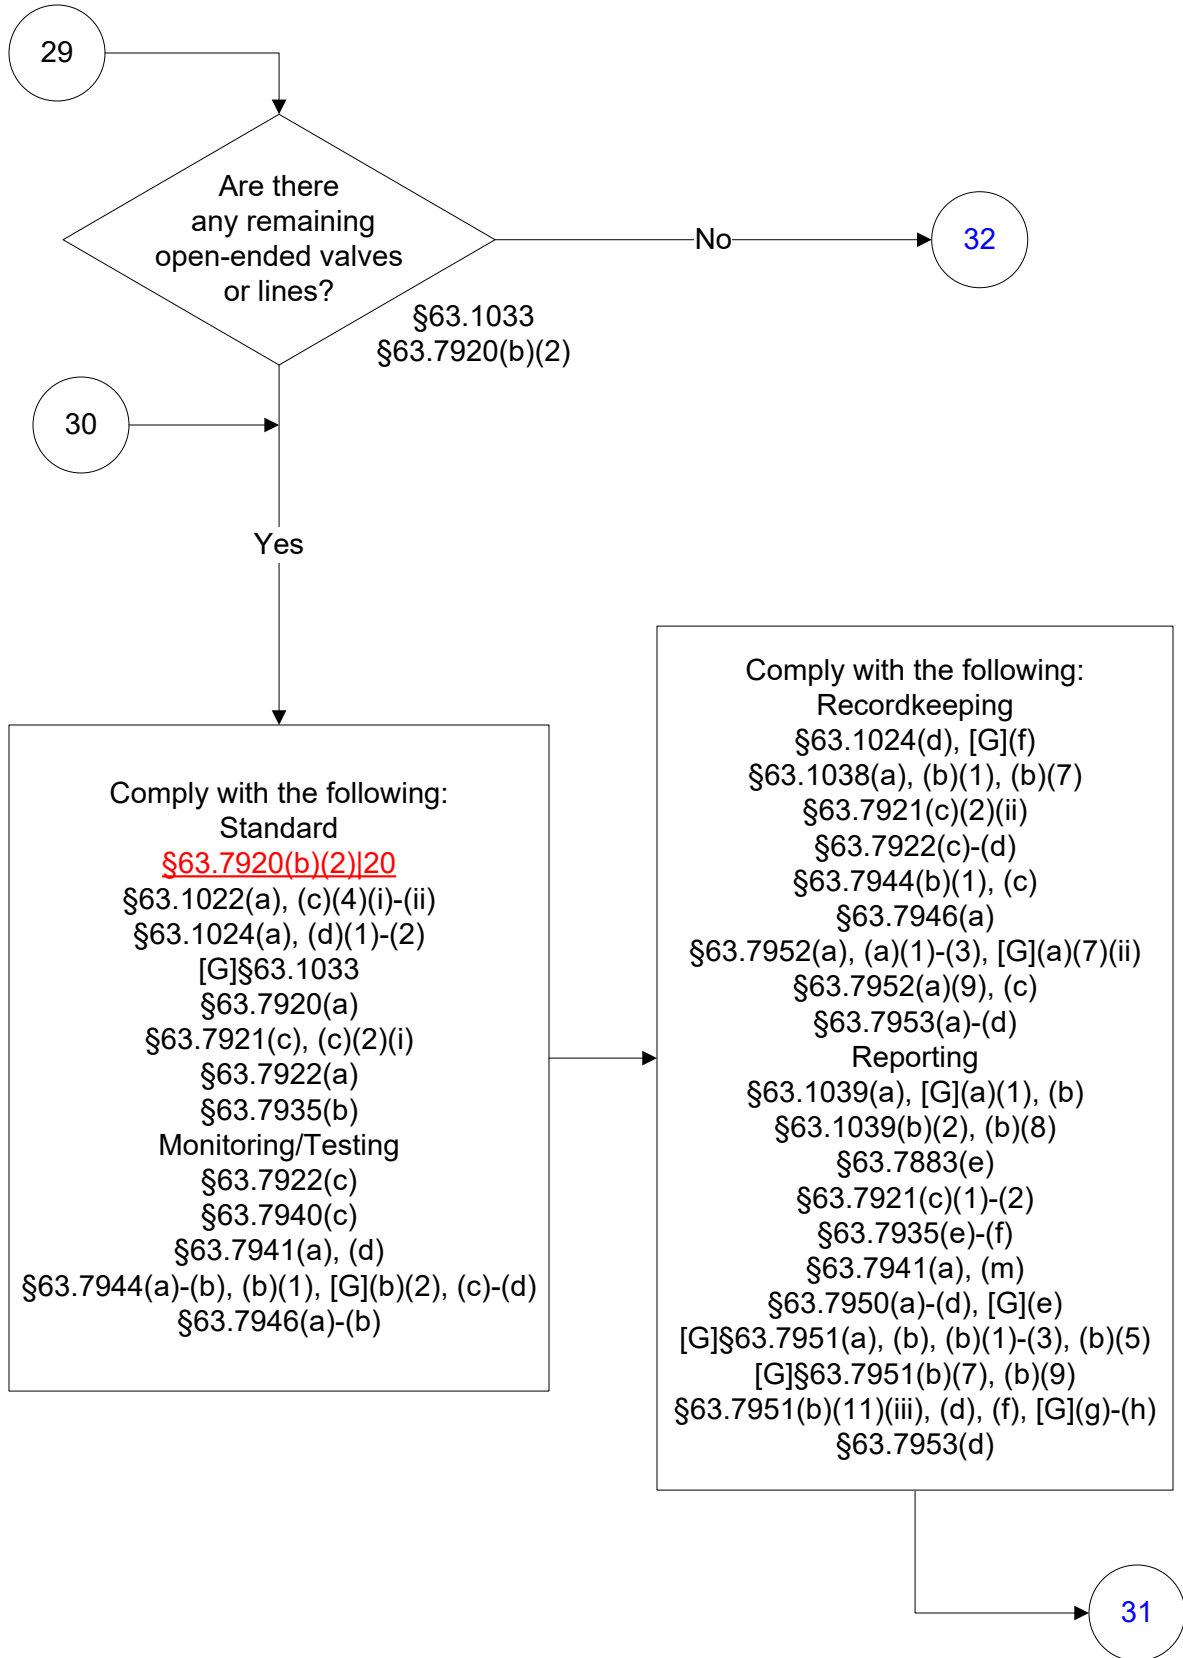 29
Are there
any remaining
open-ended valves
or lines?
No
32
§63.1033
§63.7920(b)(2)
30
Yes
Comply with the following:
Standard
§63.7920(b)(2)|20
§63.1022(a), (c)(4)(i)-(ii)
§63.1024(a), (d)(1)-(2)
[G]§63.1033
§63.7920(a)
§63.7921(c), (c)(2)(i)
§63.7922(a)
§63.7935(b)
Monitoring/Testing
§63.7922(c)
§63.7940(c)
§63.7941(a), (d)
§63.7944(a)-(b), (b)(1), [G](b)(2), (c)-(d)
§63.7946(a)-(b)
Comply with the following:
Recordkeeping
§63.1024(d), [G](f)
§63.1038(a), (b)(1), (b)(7)
§63.7921(c)(2)(ii)
§63.7922(c)-(d)
§63.7944(b)(1), (c)
§63.7946(a)
§63.7952(a), (a)(1)-(3), [G](a)(7)(ii)
§63.7952(a)(9), (c)
§63.7953(a)-(d)
Reporting
§63.1039(a), [G](a)(1), (b)
§63.1039(b)(2), (b)(8)
§63.7883(e)
§63.7921(c)(1)-(2)
§63.7935(e)-(f)
§63.7941(a), (m)
§63.7950(a)-(d), [G](e)
[G]§63.7951(a), (b), (b)(1)-(3), (b)(5)
[G]§63.7951(b)(7), (b)(9)
§63.7951(b)(11)(iii), (d), (f), [G](g)-(h)
§63.7953(d)
31